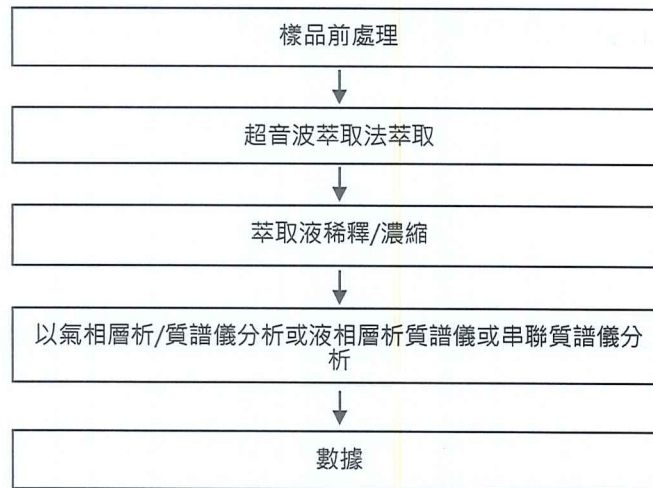 樣品前處理
超音波萃取法萃取
萃取液稀釋/濃縮
以氣相層析/質譜儀分析或液相層析質譜儀或串聯質譜儀分
析
數據